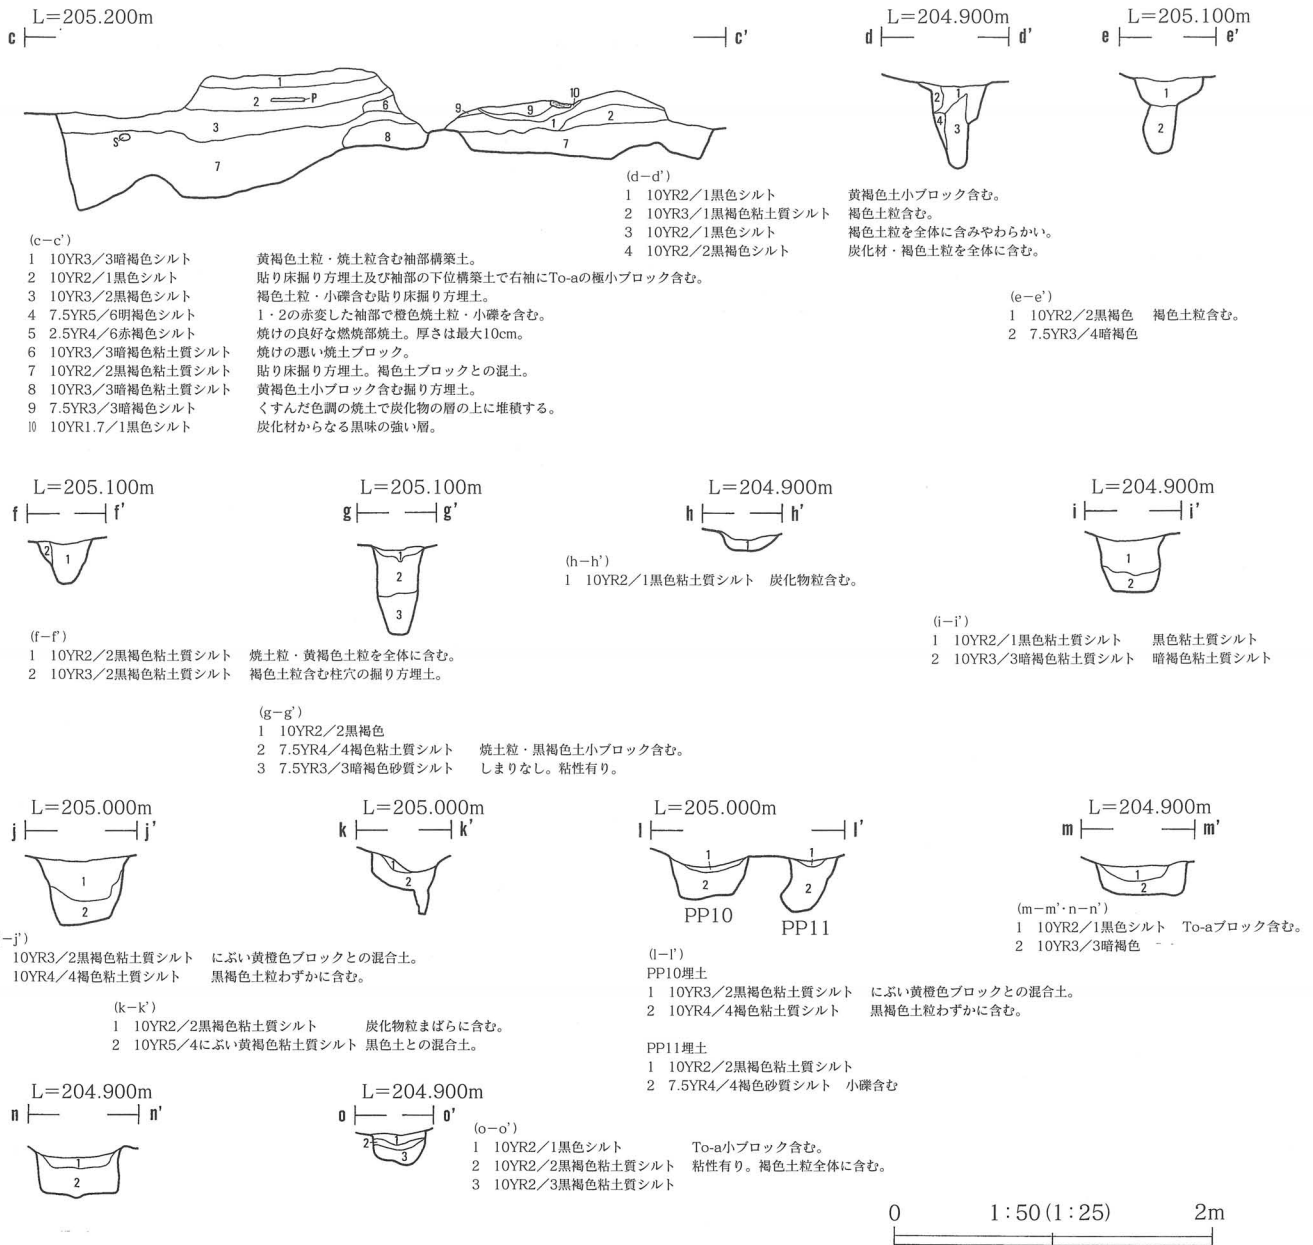 L=205.200m
c c'
1
2 P
6
3
S
8
7
10
9 9
1 2
7
L=204.900m
d d'
1
2
4 3
L=205.100m
e e'
1
2
(c-c')
1 10YR3／3暗褐色シルト 黄褐色土粒・焼土粒含む袖部構築土。
2 10YR2／1黒色シルト 貼り床掘り方埋土及び袖部の下位構築土で右袖にTo-aの極小ブロック含む。
3 10YR3／2黒褐色シルト 褐色土粒・小礫含む貼り床掘り方埋土。
4 7.5YR5／6明褐色シルト 1・2の赤変した袖部で橙色焼土粒・小礫を含む。
5 2.5YR4／6赤褐色シルト 焼けの良好な燃焼部焼土。厚さは最大10cm。
6 10YR3／3暗褐色粘土質シルト 焼けの悪い焼土ブロック。
7 10YR2／2黒褐色粘土質シルト 貼り床掘り方埋土。褐色土ブロックとの混土。
8 10YR3／3暗褐色粘土質シルト 黄褐色土小ブロック含む掘り方埋土。
9 7.5YR3／3暗褐色シルト くすんだ色調の焼土で炭化物の層の上に堆積する。
10 10YR1.7／1黒色シルト 炭化材からなる黒味の強い層。
(d-d')
1 10YR2／1黒色シルト 黄褐色土小ブロック含む。
2 10YR3／1黒褐色粘土質シルト 褐色土粒含む。
3 10YR2／1黒色シルト 褐色土粒を全体に含みやわらかい。
4 10YR2／2黒褐色シルト 炭化材・褐色土粒を全体に含む。
(e-e')
1 10YR2／2黒褐色 褐色土粒含む。
2 7.5YR3／4暗褐色
L=205.100m
f f'
2 1
(f-f')
1 10YR2／2黒褐色粘土質シルト 焼土粒・黄褐色土粒を全体に含む。
2 10YR3／2黒褐色粘土質シルト 褐色土粒含む柱穴の掘り方埋土。
L=205.100m
g g'
1
2
3
(g-g')
1 10YR2／2黒褐色
2 7.5YR4／4褐色粘土質シルト 焼土粒・黒褐色土小ブロック含む。
3 7.5YR3／3暗褐色砂質シルト しまりなし。粘性有り。
L=204.900m
h h'
1
(h-h')
1 10YR2／1黒色粘土質シルト 炭化物粒含む。
L=204.900m
i i'
1
2
(i-i')
1 10YR2／1黒色粘土質シルト 黒色粘土質シルト
2 10YR3／3暗褐色粘土質シルト 暗褐色粘土質シルト
L=205.000m
j j'
1
2
-j')
10YR3／2黒褐色粘土質シルト にぶい黄橙色ブロックとの混合土。
10YR4／4褐色粘土質シルト 黒褐色土粒わずかに含む。
L=205.000m
k k'
1
2
(k-k')
1 10YR2／2黒褐色粘土質シルト 炭化物粒まばらに含む。
2 10YR5／4にぶい黄褐色粘土質シルト 黒色土との混合土。
L=205.000m
l l'
1 1
2 2
PP10 PP11
(l-l')
PP10埋土
1 10YR3／2黒褐色粘土質シルト にぶい黄橙色ブロックとの混合土。
2 10YR4／4褐色粘土質シルト 黒褐色土粒わずかに含む。
PP11埋土
1 10YR2／2黒褐色粘土質シルト
2 7.5YR4／4褐色砂質シルト 小礫含む
L=204.900m
m m'
1
2
(m-m'・n-n')
1 10YR2／1黒色シルト To-aブロック含む。
2 10YR3／3暗褐色
L=204.900m
n n'
1
2
L=204.900m
o o'
1
2
3
(o-o')
1 10YR2／1黒色シルト To-a小ブロック含む。
2 10YR2／2黒褐色粘土質シルト 粘性有り。褐色土粒全体に含む。
3 10YR2／3黒褐色粘土質シルト
0 1:50(1:25) 2m